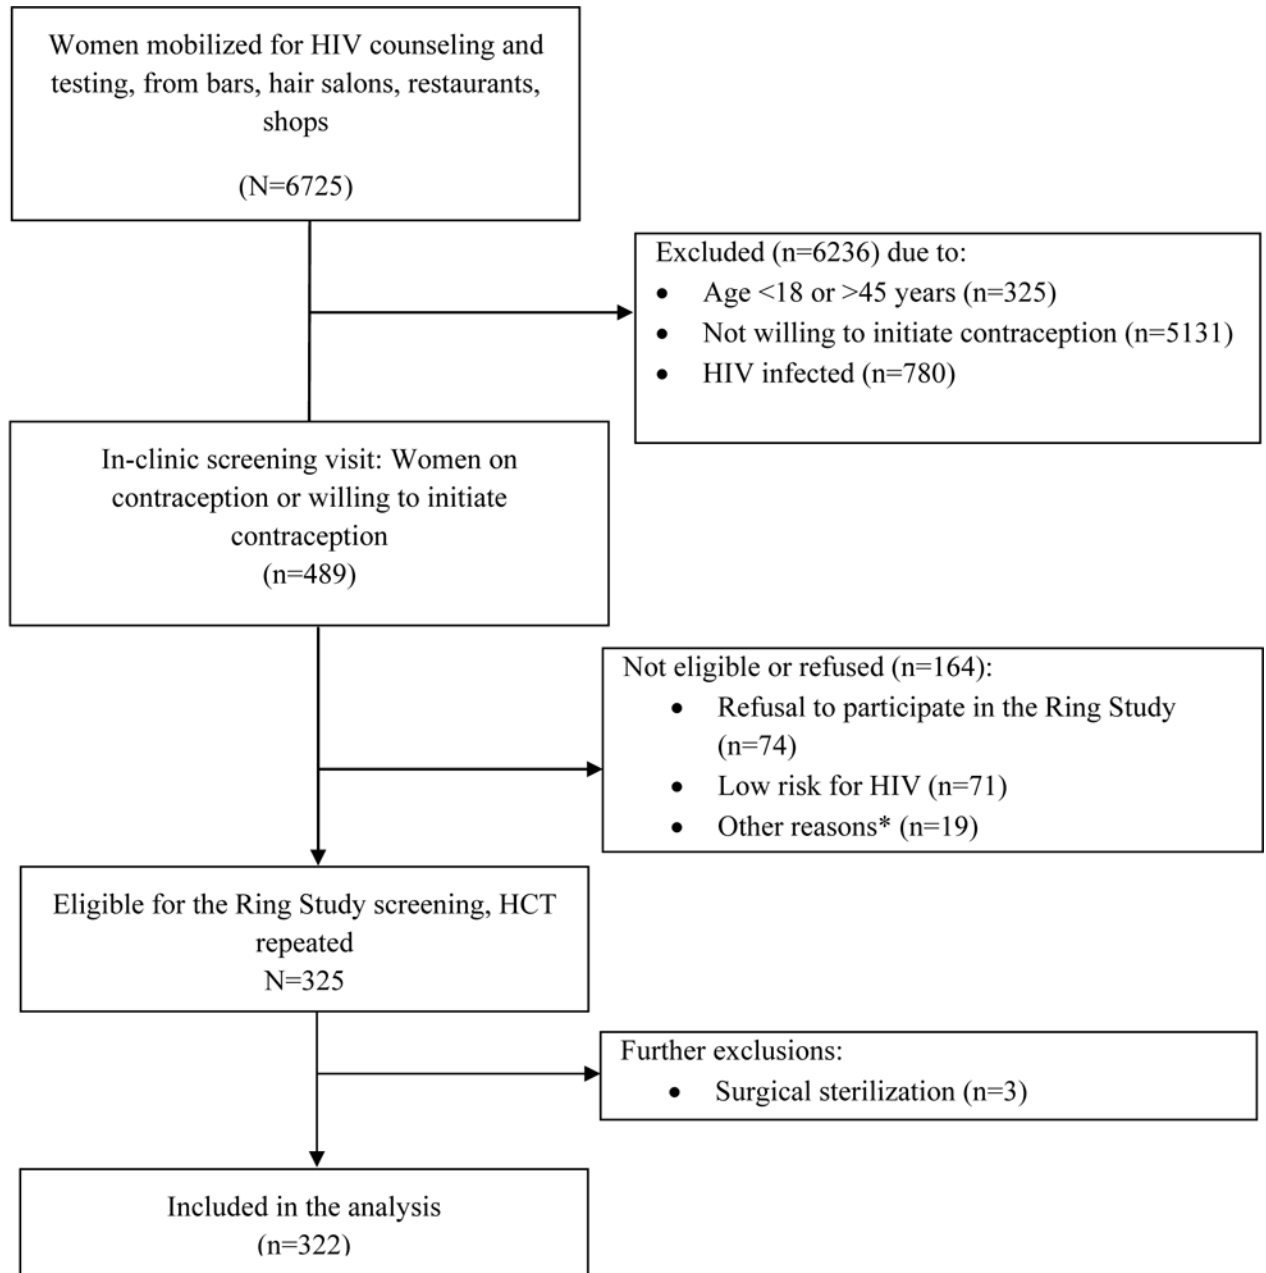 Women mobilized for HIV counseling and
testing, from bars, hair salons, restaurants,
shops
(N=6725)
Excluded (n=6236) due to:
• Age <18 or >45 years (n=325)
• Not willing to initiate contraception (n=5131)
• HIV infected (n=780)
In-clinic screening visit: Women on
contraception or willing to initiate
contraception
(n=489)
Not eligible or refused (n=164):
• Refusal to participate in the Ring Study
(n=74)
• Low risk for HIV (n=71)
• Other reasons* (n=19)
Eligible for the Ring Study screening, HCT
repeated
N=325
Further exclusions:
• Surgical sterilization (n=3)
Included in the analysis
(n=322)